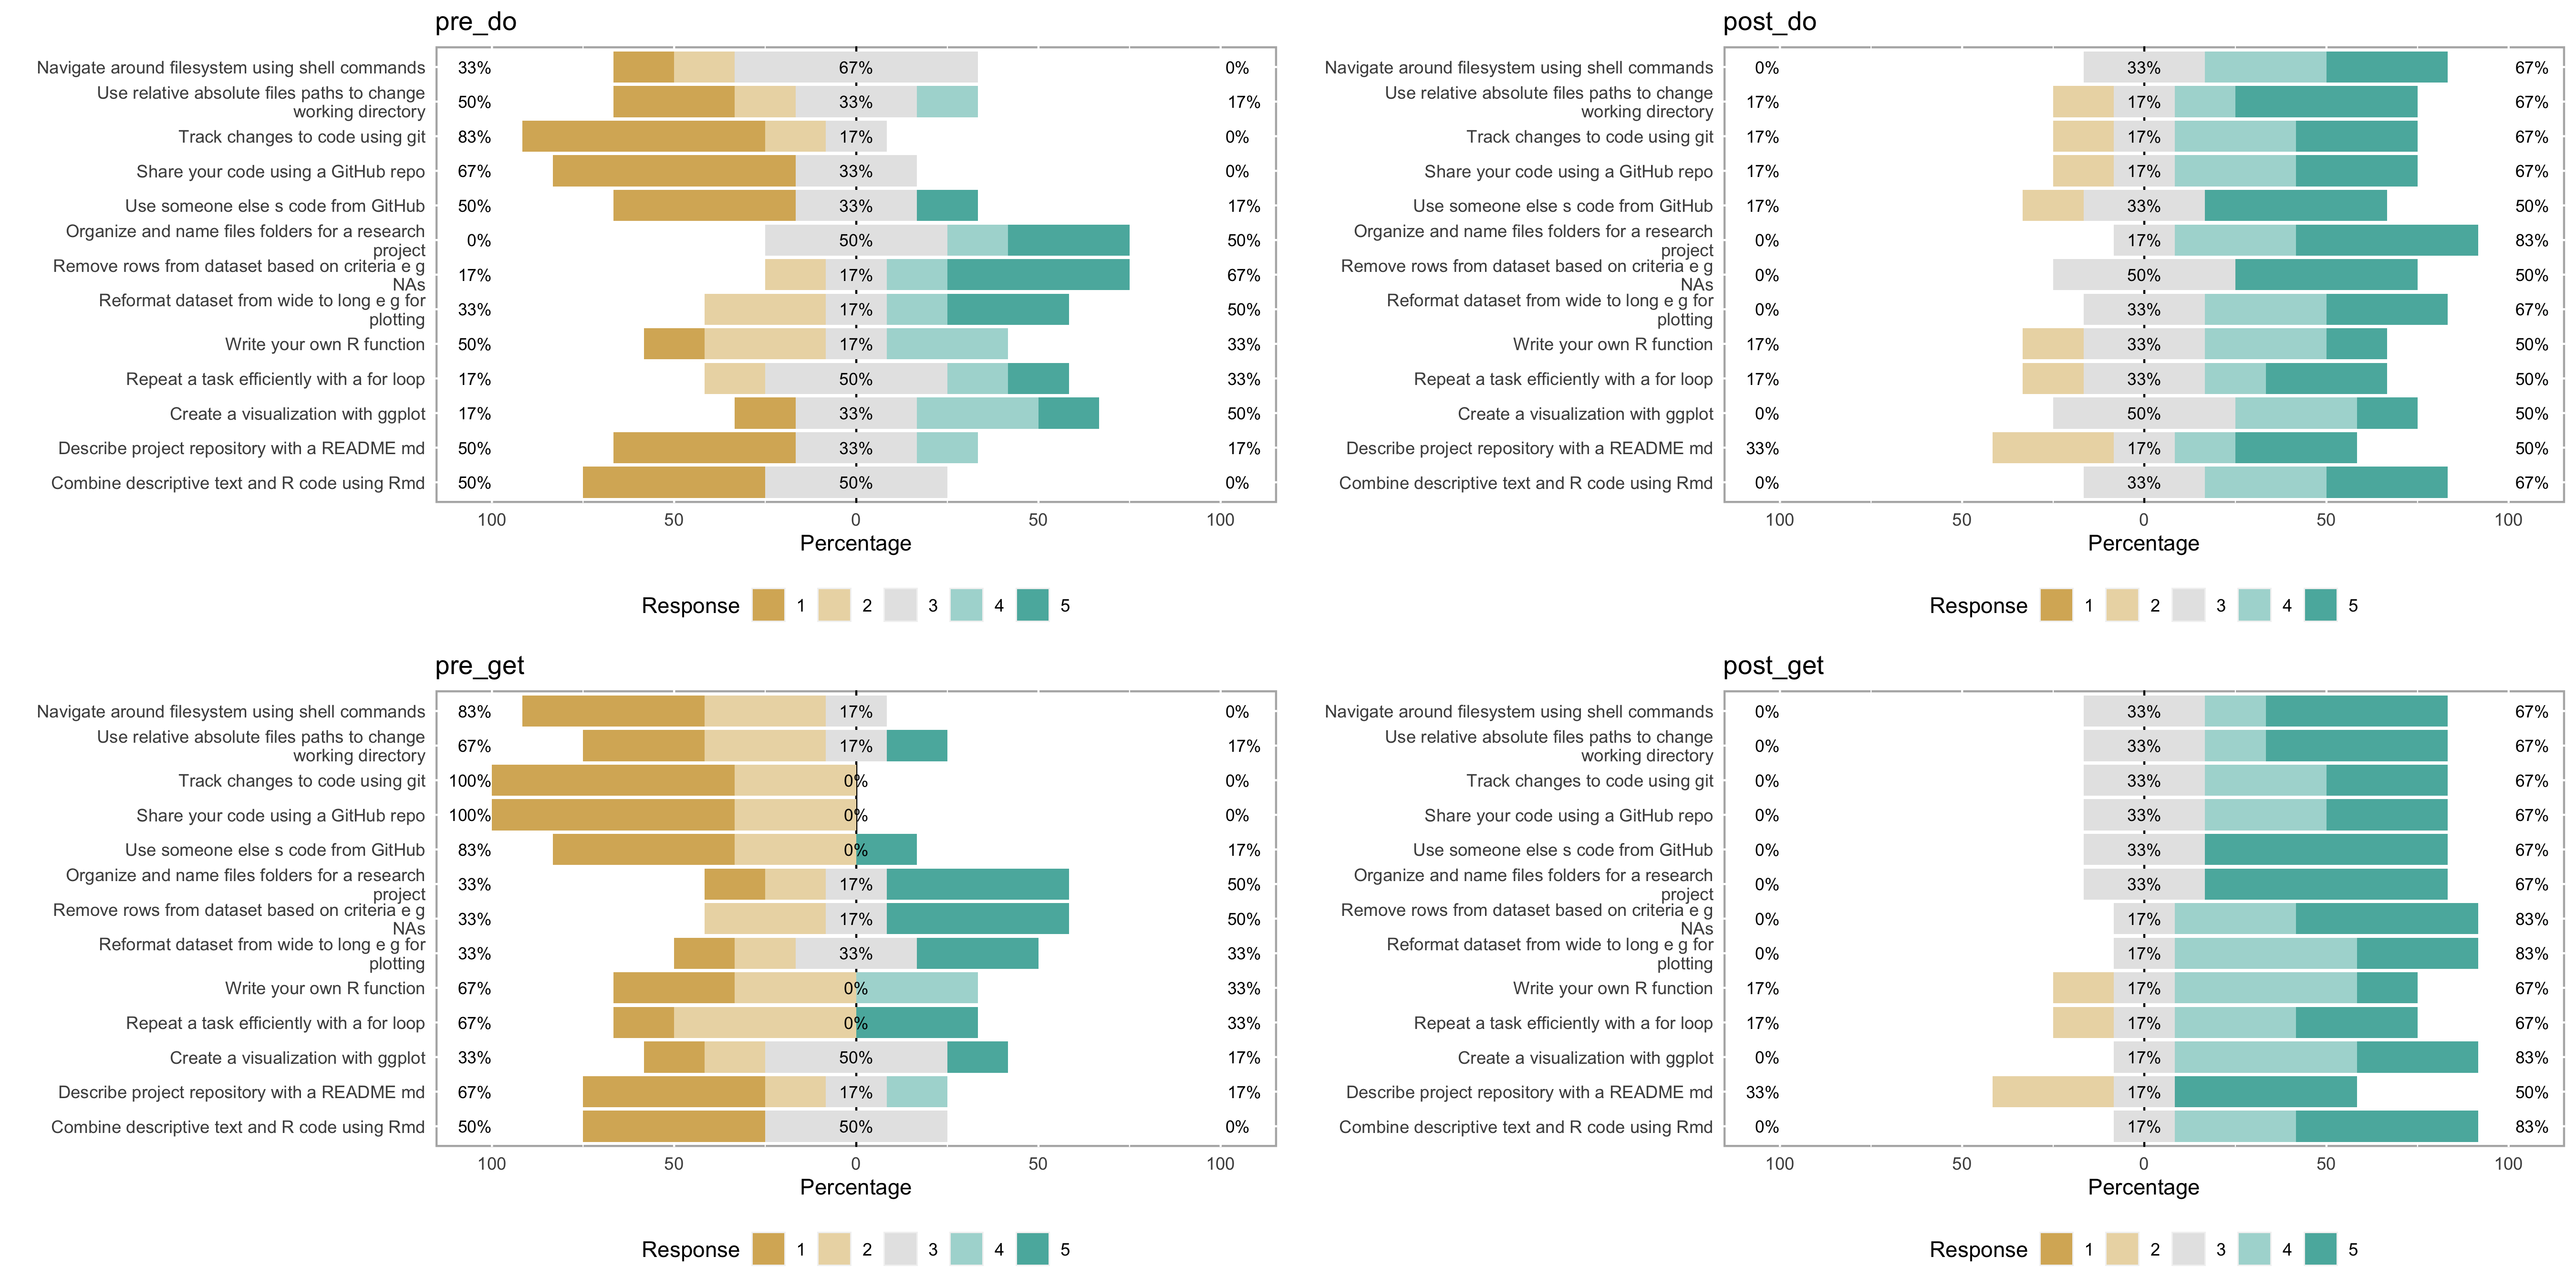 pre_do
Navigate around filesystem using shell commands 33% 67% 0%
Use relative absolute files paths to change
working directory 50% 33% 17%
Track changes to code using git 83% 17% 0%
Share your code using a GitHub repo 67% 33% 0%
Use someone else s code from GitHub 50% 33% 17%
Organize and name files folders for a research
project 0% 50% 50%
Remove rows from dataset based on criteria e g
NAs 17% 17% 67%
Reformat dataset from wide to long e g for
plotting 33% 17% 50%
Write your own R function 50% 17% 33%
Repeat a task efficiently with a for loop 17% 50% 33%
Create a visualization with ggplot 17% 33% 50%
Describe project repository with a README md 50% 33% 17%
Combine descriptive text and R code using Rmd 50% 50% 0%
100 50 0 50 100
Percentage
Response 1 2 3 4 5
post_do
Navigate around filesystem using shell commands 0% 33% 67%
Use relative absolute files paths to change
working directory 17% 17% 67%
Track changes to code using git 17% 17% 67%
Share your code using a GitHub repo 17% 17% 67%
Use someone else s code from GitHub 17% 33% 50%
Organize and name files folders for a research
project 0% 17% 83%
Remove rows from dataset based on criteria e g
NAs 0% 50% 50%
Reformat dataset from wide to long e g for
plotting 0% 33% 67%
Write your own R function 17% 33% 50%
Repeat a task efficiently with a for loop 17% 33% 50%
Create a visualization with ggplot 0% 50% 50%
Describe project repository with a README md 33% 17% 50%
Combine descriptive text and R code using Rmd 0% 33% 67%
100 50 0 50 100
Percentage
Response 1 2 3 4 5
pre_get
Navigate around filesystem using shell commands 83% 17% 0%
Use relative absolute files paths to change
working directory 67% 17% 17%
Track changes to code using git 100% 0% 0%
Share your code using a GitHub repo 100% 0% 0%
Use someone else s code from GitHub 83% 0% 17%
Organize and name files folders for a research
project 33% 17% 50%
Remove rows from dataset based on criteria e g
NAs 33% 17% 50%
Reformat dataset from wide to long e g for
plotting 33% 33% 33%
Write your own R function 67% 0% 33%
Repeat a task efficiently with a for loop 67% 0% 33%
Create a visualization with ggplot 33% 50% 17%
Describe project repository with a README md 67% 17% 17%
Combine descriptive text and R code using Rmd 50% 50% 0%
100 50 0 50 100
Percentage
Response 1 2 3 4 5
post_get
Navigate around filesystem using shell commands 0% 33% 67%
Use relative absolute files paths to change
working directory 0% 33% 67%
Track changes to code using git 0% 33% 67%
Share your code using a GitHub repo 0% 33% 67%
Use someone else s code from GitHub 0% 33% 67%
Organize and name files folders for a research
project 0% 33% 67%
Remove rows from dataset based on criteria e g
NAs 0% 17% 83%
Reformat dataset from wide to long e g for
plotting 0% 17% 83%
Write your own R function 17% 17% 67%
Repeat a task efficiently with a for loop 17% 17% 67%
Create a visualization with ggplot 0% 17% 83%
Describe project repository with a README md 33% 17% 50%
Combine descriptive text and R code using Rmd 0% 17% 83%
100 50 0 50 100
Percentage
Response 1 2 3 4 5